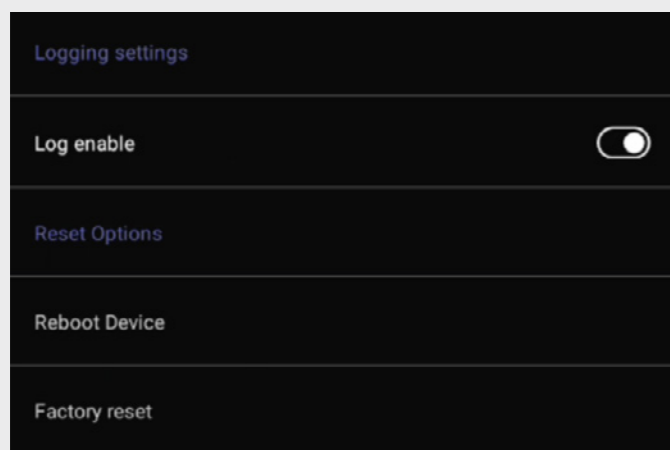 Logging settings
Log enable
Reset Options
Reboot Device
Factory reset